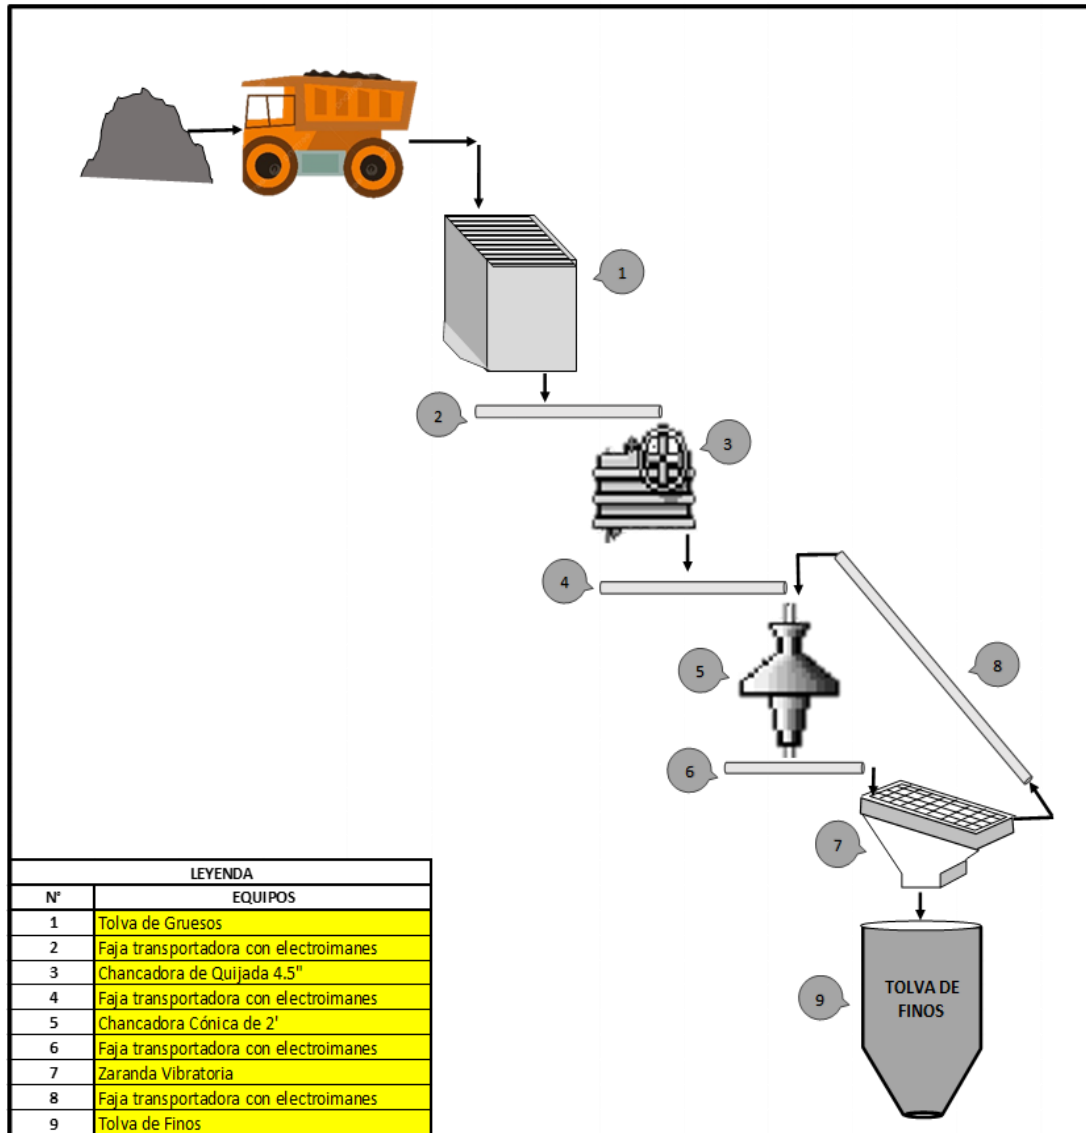 1
2
3
4
5
8
6
7
LEYENDA
N° EQUIPOS
1 Tolva de Gruesos
2 Faja transportadora con electroimanes
3 Chancadora de Quijada 4.5"
4 Faja transportadora con electroimanes
5 Chancadora Cónica de 2'
6 Faja transportadora con electroimanes
7 Zaranda Vibratoria
8 Faja transportadora con electroimanes
9 Tolva de Finos
9
TOLVA DE
FINOS